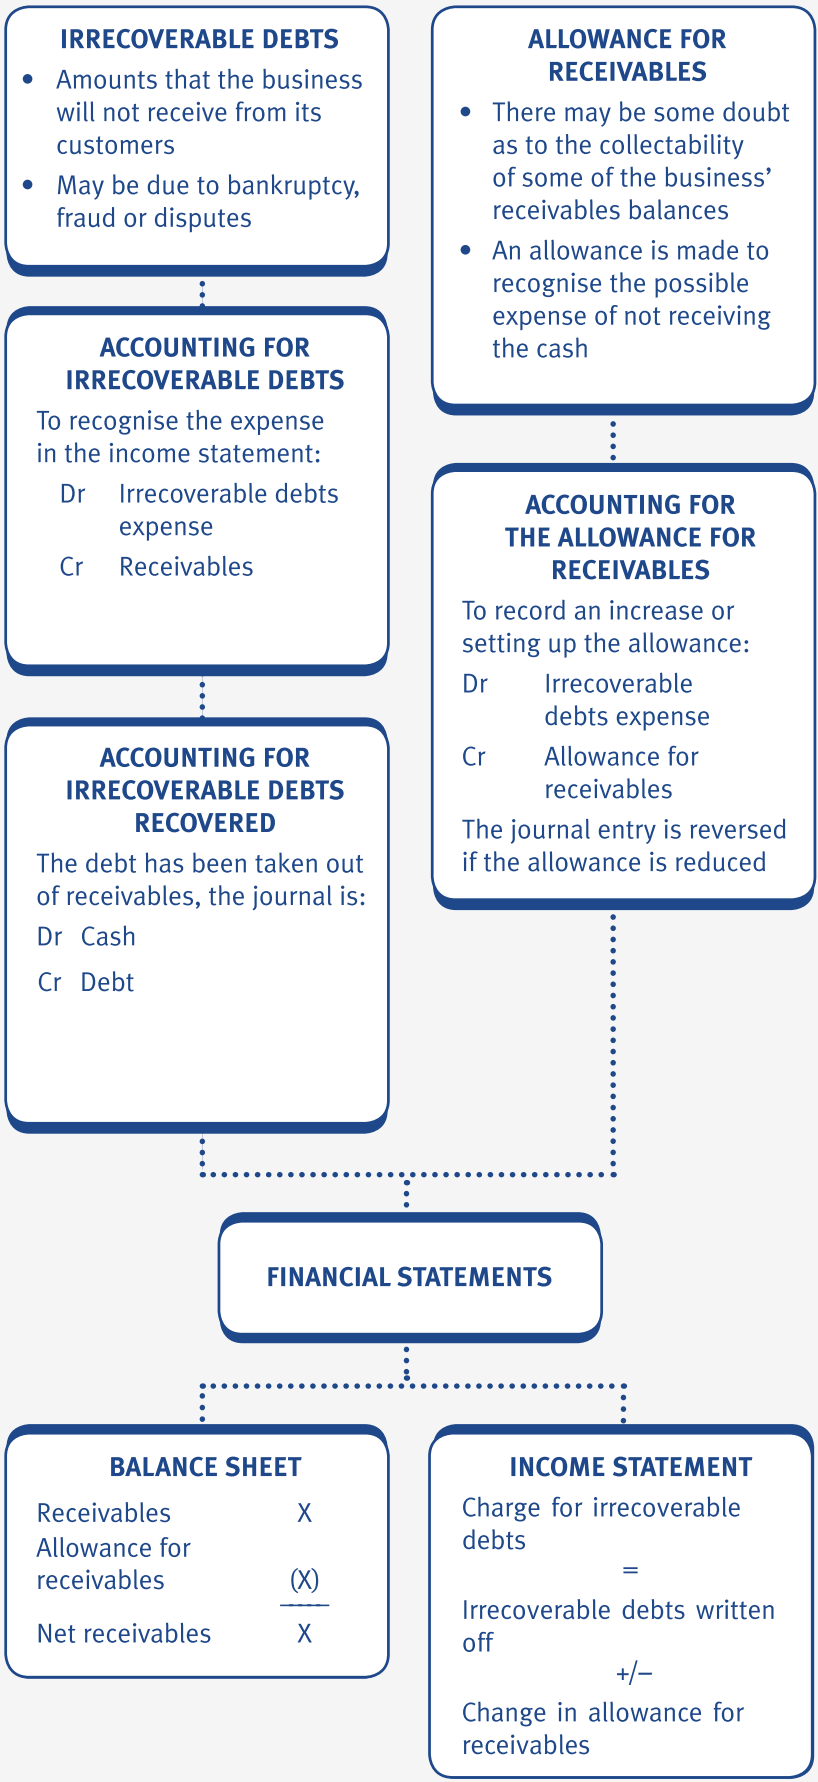 IRRECOVERABLE DEBTS
• Amounts that the business
will not receive from its
customers
• May be due to bankruptcy,
fraud or disputes
ACCOUNTING FOR
IRRECOVERABLE DEBTS
To recognise the expense
in the income statement:
Dr Irrecoverable debts
expense
Cr Receivables
ACCOUNTING FOR
IRRECOVERABLE DEBTS
RECOVERED
The debt has been taken out
of receivables, the journal is:
Dr Cash
Cr Debt
ALLOWANCE FOR
RECEIVABLES
• There may be some doubt
as to the collectability
of some of the business’
receivables balances
• An allowance is made to
recognise the possible
expense of not receiving
the cash
ACCOUNTING FOR
THE ALLOWANCE FOR
RECEIVABLES
To record an increase or
setting up the allowance:
Dr Irrecoverable
debts expense
Cr Allowance for
receivables
The journal entry is reversed
if the allowance is reduced
FINANCIAL STATEMENTS
BALANCE SHEET
Receivables X
Allowance for
receivables (X)
Net receivables X
INCOME STATEMENT
Charge for irrecoverable
debts
=
Irrecoverable debts written
off
+/–
Change in allowance for
receivables